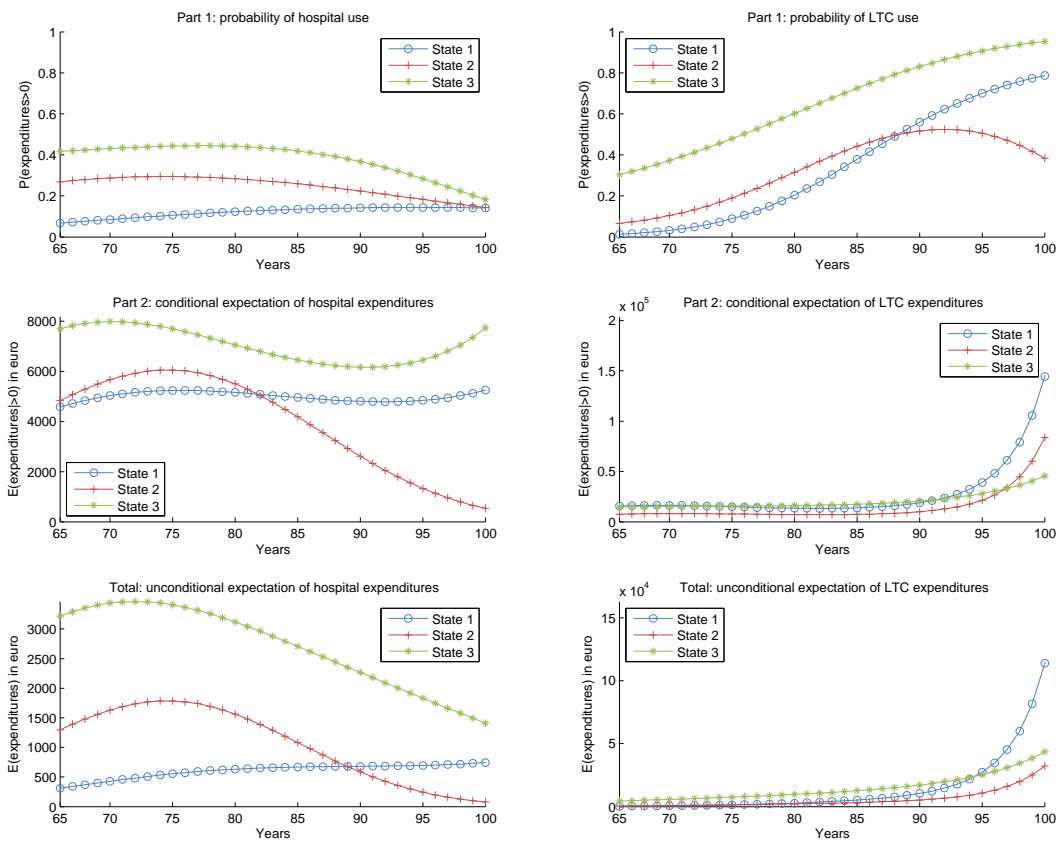 Part 1: probability of hospital use
P(expenditures>0)
1
0.8
0.6
0.4
0.2
0
65 70 75 80 85 90 95 100
Years
State 1
State 2
State 3
Part 1: probability of LTC use
P(expenditures>0)
1
0.8
0.6
0.4
0.2
0
65 70 75 80 85 90 95 100
Years
State 1
State 2
State 3
Part 2: conditional expectation of hospital expenditures
E(expenditures|>0) in euro
8000
6000
4000
2000
0
65 70 75 80 85 90 95 100
Years
State 1
State 2
State 3
Part 2: conditional expectation of LTC expenditures
x 10^5
E(expenditures|>0) in euro
2
1.5
1
0.5
0
65 70 75 80 85 90 95 100
Years
State 1
State 2
State 3
Total: unconditional expectation of hospital expenditures
E(expenditures) in euro
3000
2500
2000
1500
1000
500
0
65 70 75 80 85 90 95 100
Years
State 1
State 2
State 3
Total: unconditional expectation of LTC expenditures
x 10^4
E(expenditures) in euro
15
10
5
0
65 70 75 80 85 90 95 100
Years
State 1
State 2
State 3